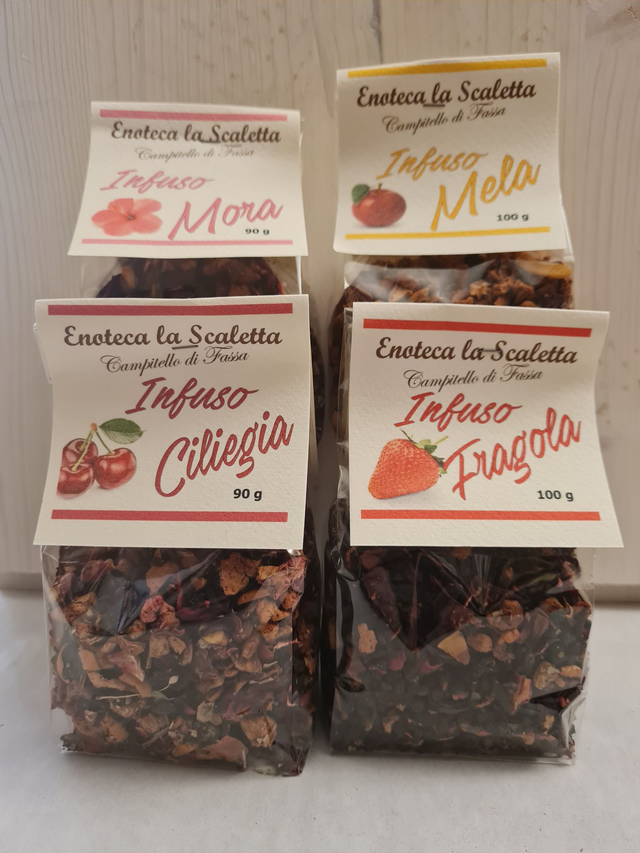 Enoteca la Scaletta
Campitello di Fassa
Infuso
Mora
90 g
Enoteca la Scaletta
Campitello di Fassa
Infuso
Mela
100 g
Enoteca la Scaletta
Campitello di Fassa
Infuso
Ciliegia
90 g
Enoteca la Scaletta
Campitello di Fassa
Infuso
Fragola
100 g